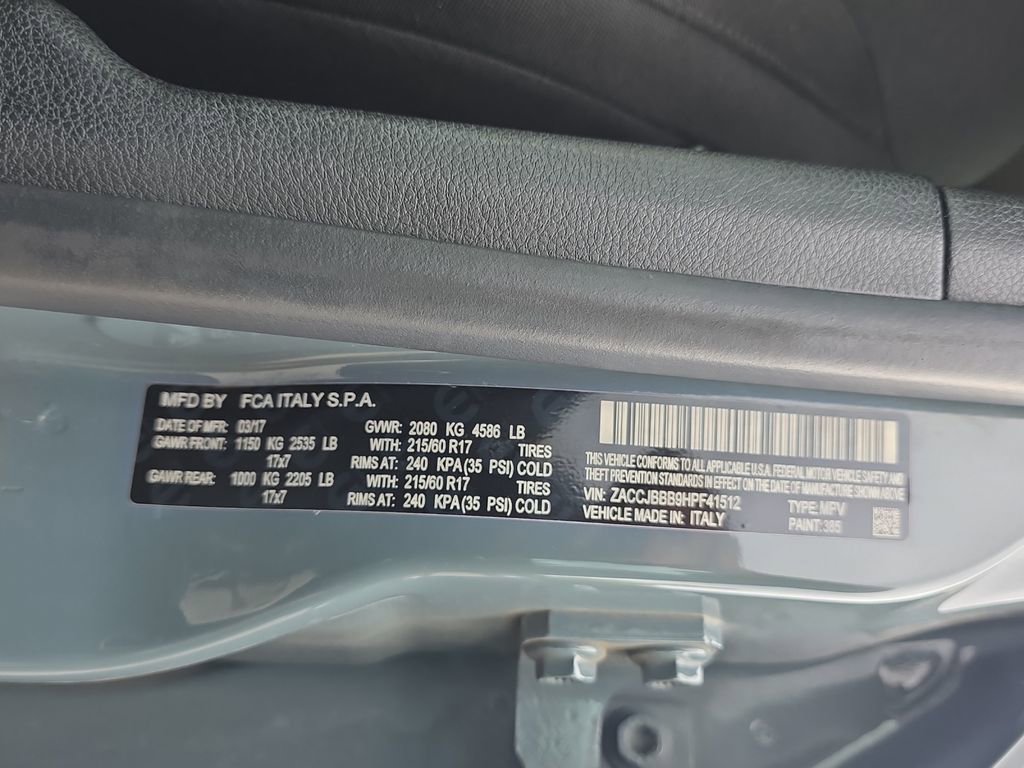 MFD BY FCA ITALY S.P.A.
DATE OF MFR: 03/17 GVWR: 2080 KG 4586 LB
GAWR FRONT: 1150 KG 2535 LB WITH: 215/60 R17 TIRES
17x7 RIMS AT: 240 KPA (35 PSI) COLD
GAWR REAR: 1000 KG 2205 LB WITH: 215/60 R17 TIRES
17x7 RIMS AT: 240 KPA (35 PSI) COLD
THIS VEHICLE CONFORMS TO ALL APPLICABLE U.S.A. FEDERAL MOTOR VEHICLE SAFETY AND
THEFT PREVENTION STANDARDS IN EFFECT ON THE DATE OF MANUFACTURE SHOWN ABOVE
VIN: ZACCJBBB9HPF41512 TYPE: MPV
VEHICLE MADE IN: ITALY PAINT: 385